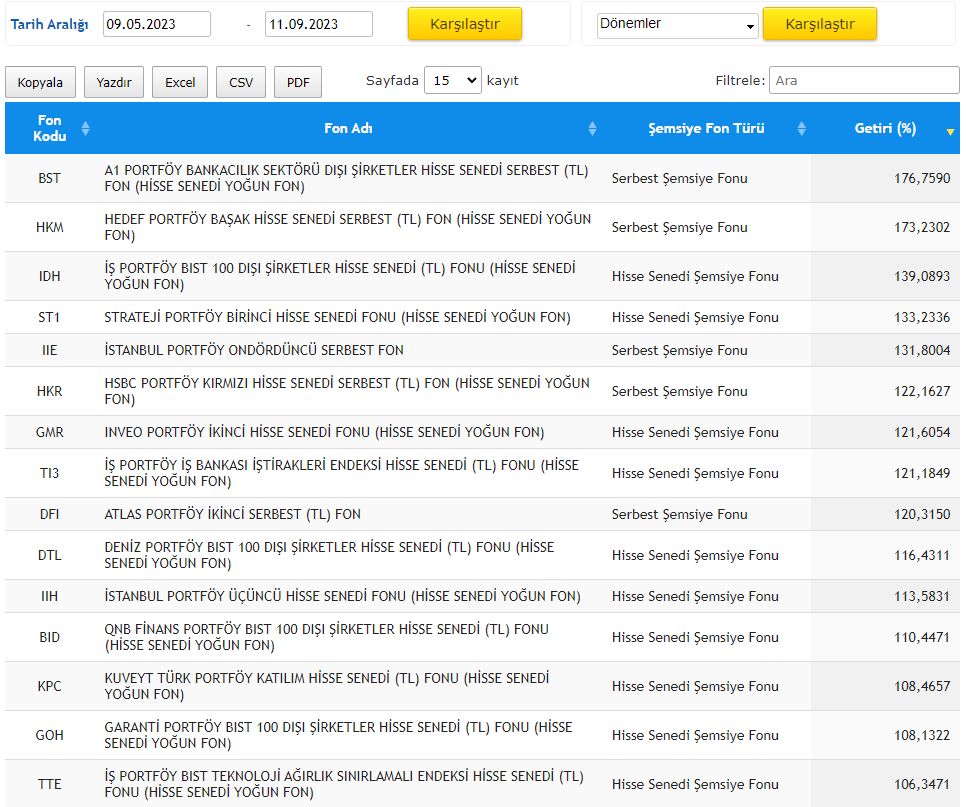 Tarih Aralığı 09.05.2023 - 11.09.2023 Karşılaştır Dönemler Karşılaştır
Kopyala Yazdır Excel CSV PDF Sayfada 15 kayıt Filtrele: Ara
Fon Kodu Fon Adı Şemsiye Fon Türü Getiri (%)
BST A1 PORTFÖY BANKACILIK SEKTÖRÜ DIŞI ŞİRKETLER HİSSE SENEDİ SERBEST (TL)
FON (HİSSE SENEDİ YOĞUN FON) Serbest Şemsiye Fonu 176,7590
HKM HEDEF PORTFÖY BAŞAK HİSSE SENEDİ SERBEST (TL) FON (HİSSE SENEDİ YOĞUN
FON) Serbest Şemsiye Fonu 173,2302
IDH İŞ PORTFÖY BIST 100 DIŞI ŞİRKETLER HİSSE SENEDİ (TL) FONU (HİSSE SENEDİ
YOĞUN FON) Hisse Senedi Şemsiye Fonu 139,0893
ST1 STRATEJİ PORTFÖY BİRİNCİ HİSSE SENEDİ FONU (HİSSE SENEDİ YOĞUN FON) Hisse Senedi Şemsiye Fonu 133,2336
IIE İSTANBUL PORTFÖY ONDÖRDÜNCÜ SERBEST FON Serbest Şemsiye Fonu 131,8004
HKR HSBC PORTFÖY KIRMIZI HİSSE SENEDİ SERBEST (TL) FON (HİSSE SENEDİ YOĞUN
FON) Serbest Şemsiye Fonu 122,1627
GMR INVEO PORTFÖY İKİNCİ HİSSE SENEDİ FONU (HİSSE SENEDİ YOĞUN FON) Hisse Senedi Şemsiye Fonu 121,6054
TI3 İŞ PORTFÖY İŞ BANKASI İŞTİRAKLERİ ENDEKSİ HİSSE SENEDİ (TL) FONU (HİSSE
SENEDİ YOĞUN FON) Hisse Senedi Şemsiye Fonu 121,1849
DFI ATLAS PORTFÖY İKİNCİ SERBEST (TL) FON Serbest Şemsiye Fonu 120,3150
DTL DENİZ PORTFÖY BIST 100 DIŞI ŞİRKETLER HİSSE SENEDİ (TL) FONU (HİSSE
SENEDİ YOĞUN FON) Hisse Senedi Şemsiye Fonu 116,4311
IIH İSTANBUL PORTFÖY ÜÇÜNCÜ HİSSE SENEDİ FONU (HİSSE SENEDİ YOĞUN FON) Hisse Senedi Şemsiye Fonu 113,5831
BID QNB FİNANS PORTFÖY BIST 100 DIŞI ŞİRKETLER HİSSE SENEDİ (TL) FONU
(HİSSE SENEDİ YOĞUN FON) Hisse Senedi Şemsiye Fonu 110,4471
KPC KUVEYT TÜRK PORTFÖY KATILIM HİSSE SENEDİ (TL) FONU (HİSSE SENEDİ
YOĞUN FON) Hisse Senedi Şemsiye Fonu 108,4657
GOH GARANTİ PORTFÖY BIST 100 DIŞI ŞİRKETLER HİSSE SENEDİ (TL) FONU (HİSSE
SENEDİ YOĞUN FON) Hisse Senedi Şemsiye Fonu 108,1322
TTE İŞ PORTFÖY BIST TEKNOLOJİ AĞIRLIK SINIRLAMALI ENDEKSİ HİSSE SENEDİ (TL)
FONU (HİSSE SENEDİ YOĞUN FON) Hisse Senedi Şemsiye Fonu 106,3471